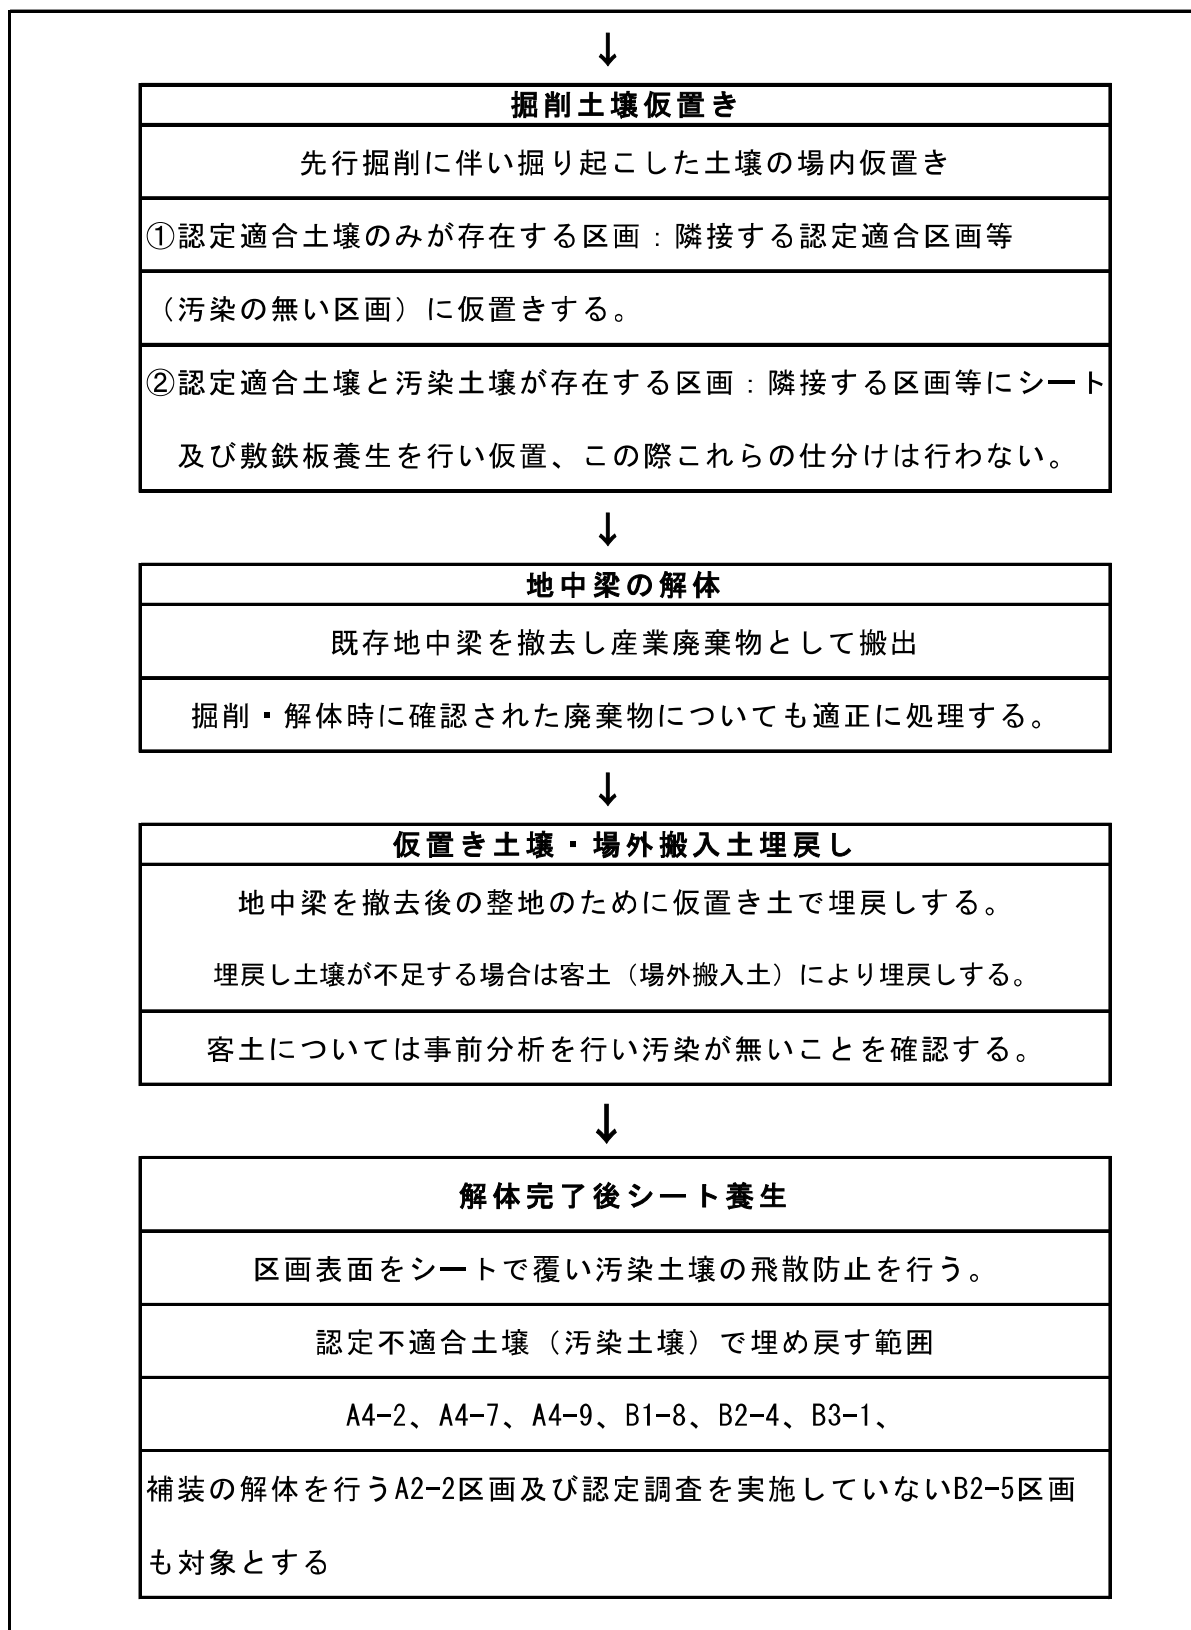 ↓
掘削土壌仮置き
先行掘削に伴い掘り起こした土壌の場内仮置き
①認定適合土壌のみが存在する区画：隣接する認定適合区画等
（汚染の無い区画）に仮置きする。
②認定適合土壌と汚染土壌が存在する区画：隣接する区画等にシート
及び敷鉄板養生を行い仮置、この際これらの仕分けは行わない。
↓
地中梁の解体
既存地中梁を撤去し産業廃棄物として搬出
掘削・解体時に確認された廃棄物についても適正に処理する。
↓
仮置き土壌・場外搬入土埋戻し
地中梁を撤去後の整地のために仮置き土で埋戻しする。
埋戻し土壌が不足する場合は客土（場外搬入土）により埋戻しする。
客土については事前分析を行い汚染が無いことを確認する。
↓
解体完了後シート養生
区画表面をシートで覆い汚染土壌の飛散防止を行う。
認定不適合土壌（汚染土壌）で埋め戻す範囲
A4-2、A4-7、A4-9、B1-8、B2-4、B3-1、
補装の解体を行うA2-2区画及び認定調査を実施していないB2-5区画
も対象とする